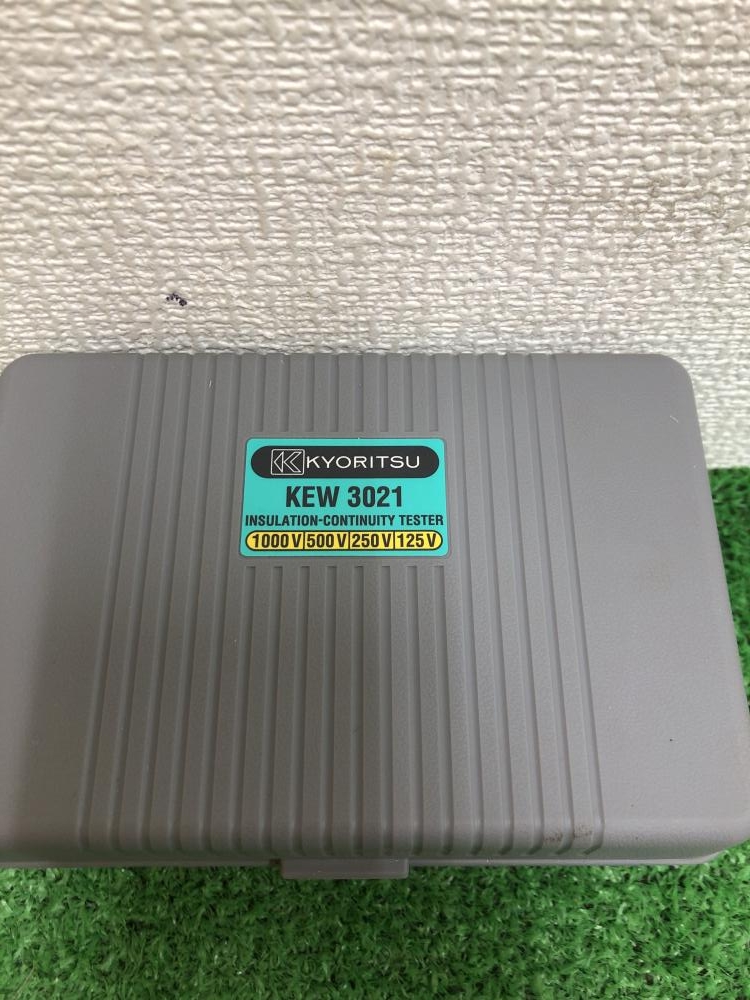 KYORITSU
KEW 3021
INSULATION-CONTINUITY TESTER
1000V 500V 250V 125V